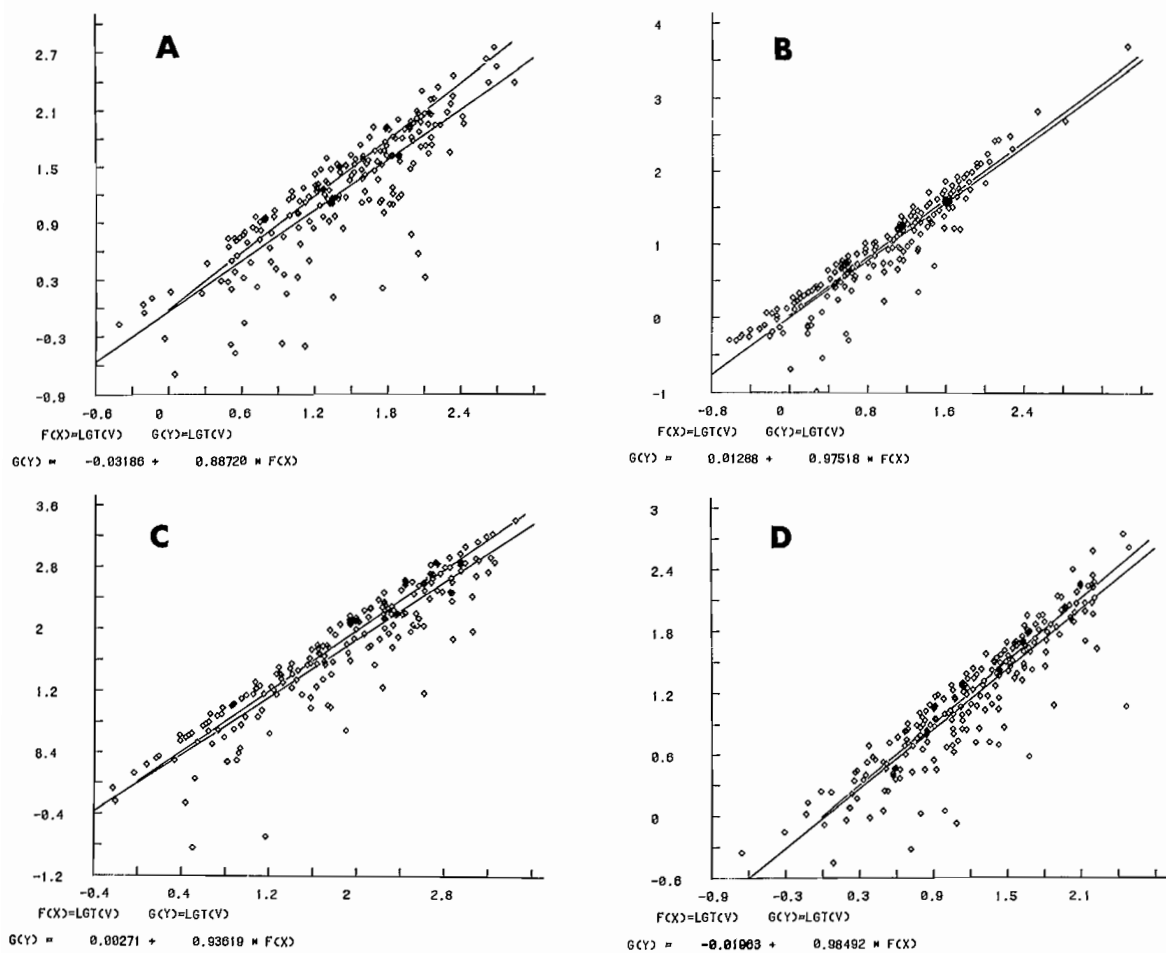 A
2.7
2.1
1.5
0.9
0.3
-0.3
-0.9
-0.6 0 0.6 1.2 1.8 2.4
F(X)=LGT(V) G(Y)=LGT(V)
G(Y) = -0.03186 + 0.88720 * F(X)
B
4
3
2
1
0
-1
-0.8 0 0.8 1.6 2.4
F(X)=LGT(V) G(Y)=LGT(V)
G(Y) = 0.01288 + 0.97518 * F(X)
C
3.6
2.8
2
1.2
8.4
-0.4
-1.2
-0.4 0.4 1.2 2 2.8
F(X)=LGT(V) G(Y)=LGT(V)
G(Y) = 0.00271 + 0.93619 * F(X)
D
3
2.4
1.8
1.2
0.6
0
-0.6
-0.9 -0.3 0.3 0.9 1.5 2.1
F(X)=LGT(V) G(Y)=LGT(V)
G(Y) = -0.01963 + 0.98492 * F(X)